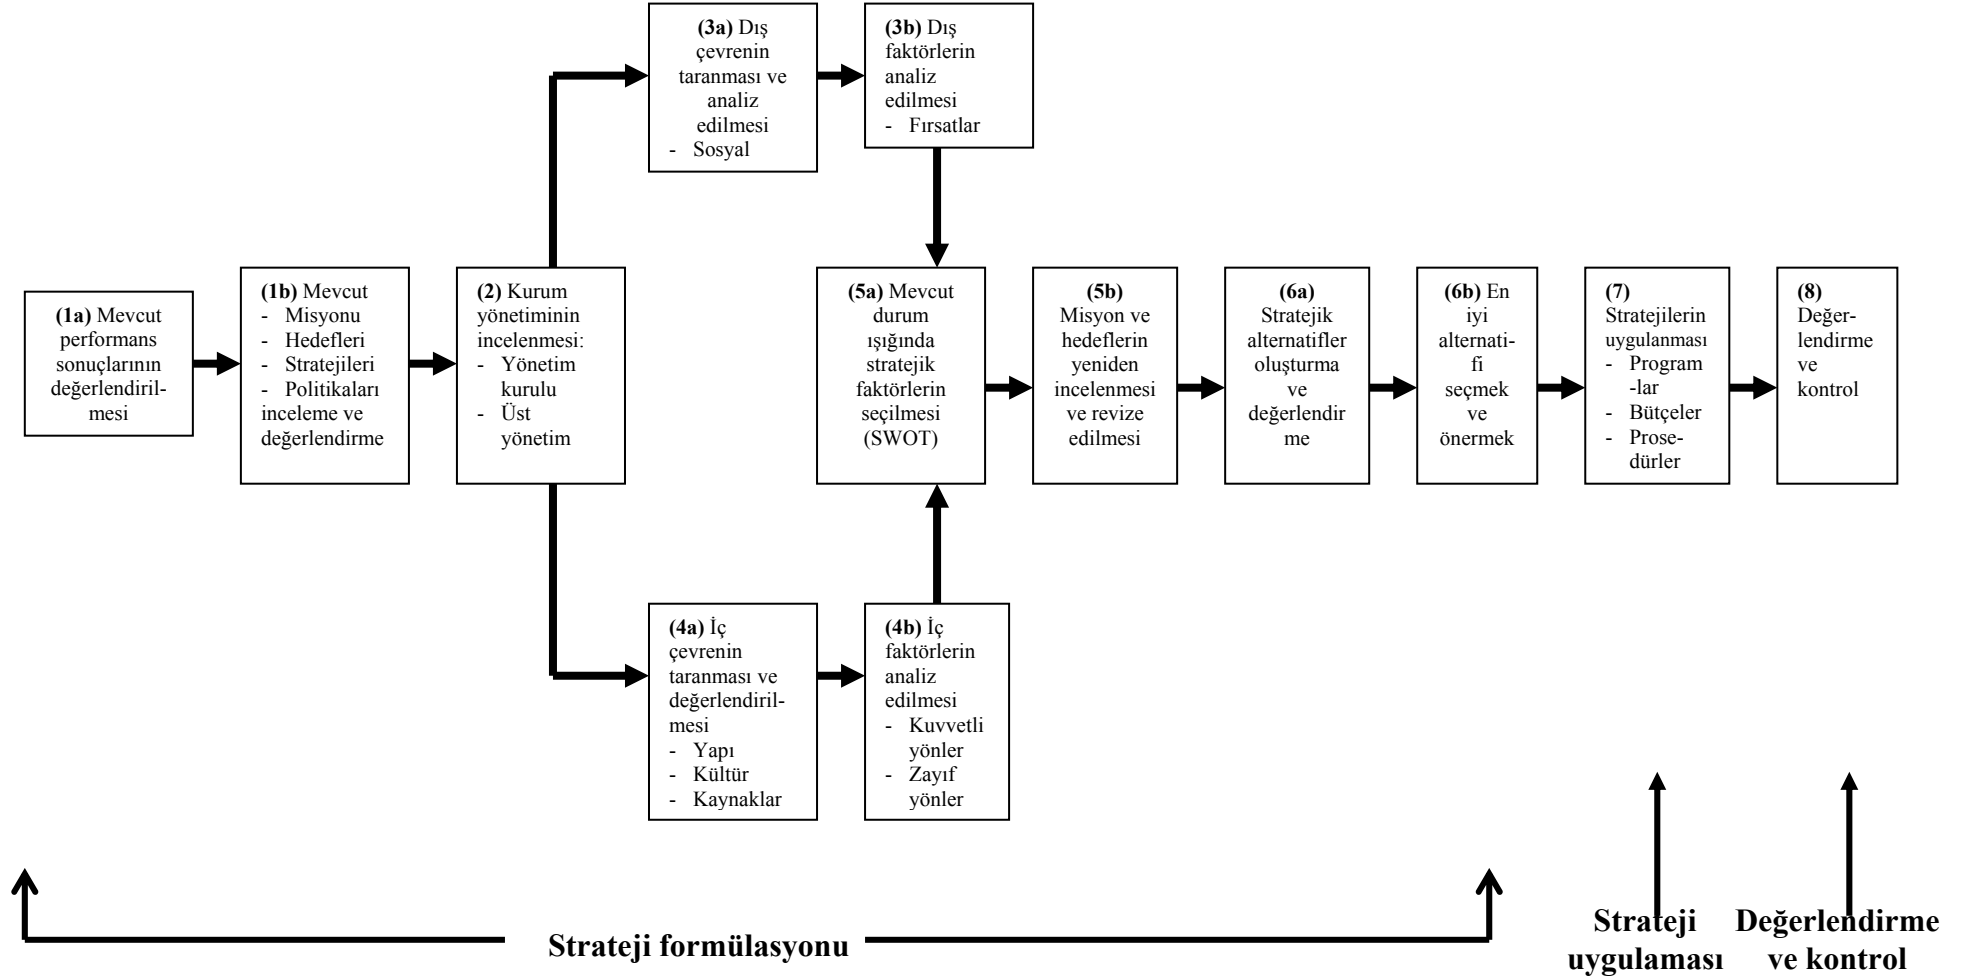 (3a) Dış
çevrenin
taranması ve
analiz
edilmesi
- Sosyal
(3b) Dış
faktörlerin
analiz
edilmesi
- Fırsatlar
(1a) Mevcut
performans
sonuçlarının
değerlendiril-
mesi
(1b) Mevcut
- Misyonu
- Hedefleri
- Stratejileri
- Politikaları
inceleme ve
değerlendirme
(2) Kurum
yönetiminin
incelenmesi:
- Yönetim
kurulu
- Üst
yönetim
(5a) Mevcut
durum
ışığında
stratejik
faktörlerin
seçilmesi
(SWOT)
(5b)
Misyon ve
hedeflerin
yeniden
incelenmesi
ve revize
edilmesi
(6a)
Stratejik
alternatifler
oluşturma
ve
değerlendir
me
(6b) En
iyi
alternati-
fi
seçmek
ve
önermek
(7)
Stratejilerin
uygulanması
- Program
-lar
- Bütçeler
- Prose-
dürler
(8)
Değer-
lendirme
ve
kontrol
(4a) İç
çevrenin
taranması ve
değerlendiril-
mesi
- Yapı
- Kültür
- Kaynaklar
(4b) İç
faktörlerin
analiz
edilmesi
- Kuvvetli
yönler
- Zayıf
yönler
Strateji formülasyonu
Strateji
uygulaması
Değerlendirme
ve kontrol